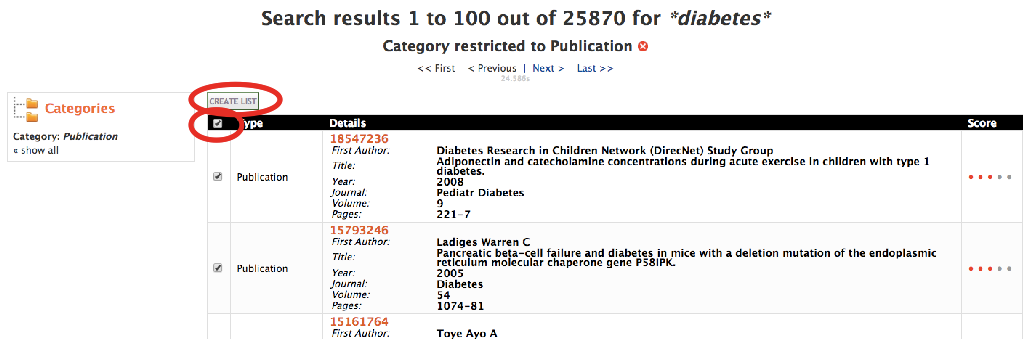 Search results 1 to 100 out of 25870 for *diabetes*
Category restricted to Publication
<< First < Previous | Next > Last >>
24.388s
Categories
Category: Publication
« show all
CREATE LIST
ype Details Score
18547236
First Author: Diabetes Research in Children Network (DirecNet) Study Group
Title: Adiponectin and catecholamine concentrations during acute exercise in children with type 1
diabetes.
Publication
Year: 2008
Journal: Pediatr Diabetes
Volume: 9
Pages: 221-7
15793246
First Author: Ladiges Warren C
Title: Pancreatic beta-cell failure and diabetes in mice with a deletion mutation of the endoplasmic
reticulum molecular chaperone gene P58IPK.
Publication
Year: 2005
Journal: Diabetes
Volume: 54
Pages: 1074-81
15161764
First Author: Toye Ayo A